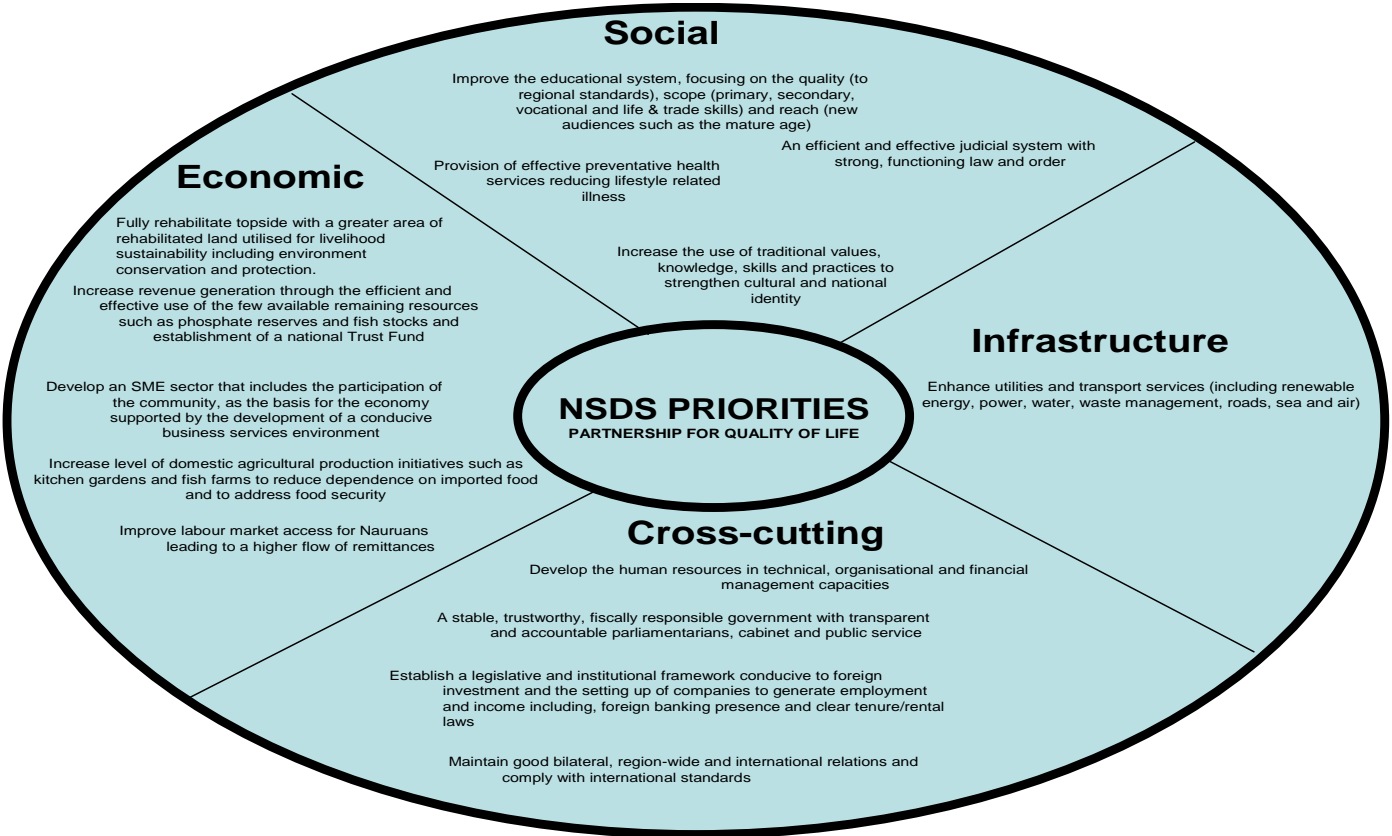 Social
Improve the educational system, focusing on the quality (to
regional standards), scope (primary, secondary,
vocational and life & trade skills) and reach (new
audiences such as the mature age)
An efficient and effective judicial system with
strong, functioning law and order
Provision of effective preventative health
services reducing lifestyle related
illness
Increase the use of traditional values,
knowledge, skills and practices to
strengthen cultural and national
identity
Economic
Fully rehabilitate topside with a greater area of
rehabilitated land utilised for livelihood
sustainability including environment
conservation and protection.
Increase revenue generation through the efficient and
effective use of the few available remaining resources
such as phosphate reserves and fish stocks and
establishment of a national Trust Fund
Develop an SME sector that includes the participation of
the community, as the basis for the economy
supported by the development of a conducive
business services environment
Increase level of domestic agricultural production initiatives such as
kitchen gardens and fish farms to reduce dependence on imported food
and to address food security
Improve labour market access for Nauruans
leading to a higher flow of remittances
NSDS PRIORITIES
PARTNERSHIP FOR QUALITY OF LIFE
Infrastructure
Enhance utilities and transport services (including renewable
energy, power, water, waste management, roads, sea and air)
Cross-cutting
Develop the human resources in technical, organisational and financial
management capacities
A stable, trustworthy, fiscally responsible government with transparent
and accountable parliamentarians, cabinet and public service
Establish a legislative and institutional framework conducive to foreign
investment and the setting up of companies to generate employment
and income including, foreign banking presence and clear tenure/rental
laws
Maintain good bilateral, region-wide and international relations and
comply with international standards